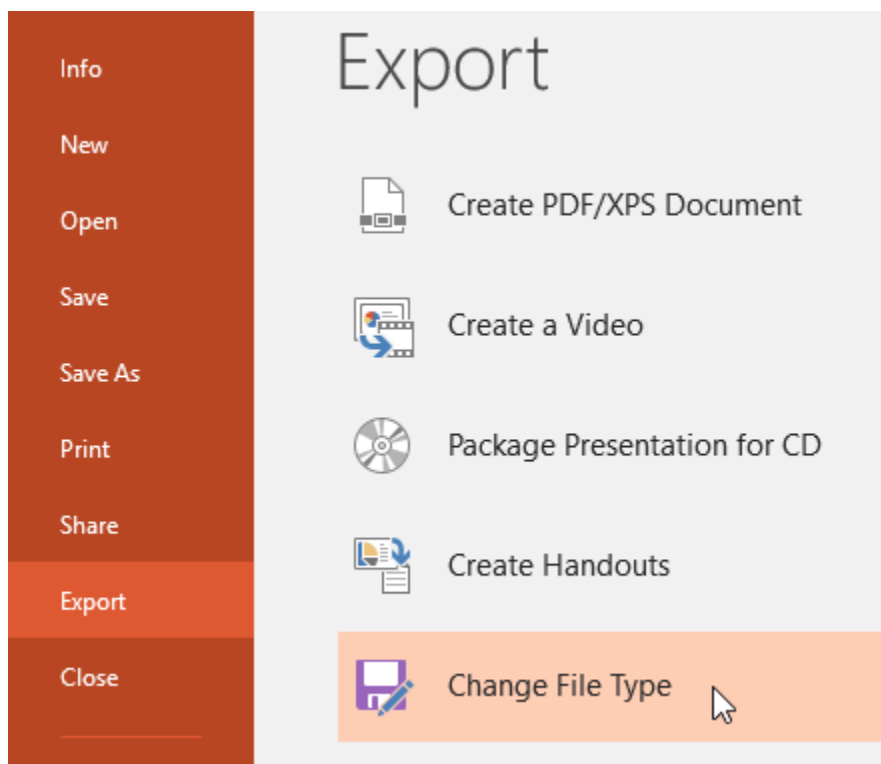 Info
New
Open
Save
Save As
Print
Share
Export
Close
Export
Create PDF/XPS Document
Create a Video
Package Presentation for CD
Create Handouts
Change File Type